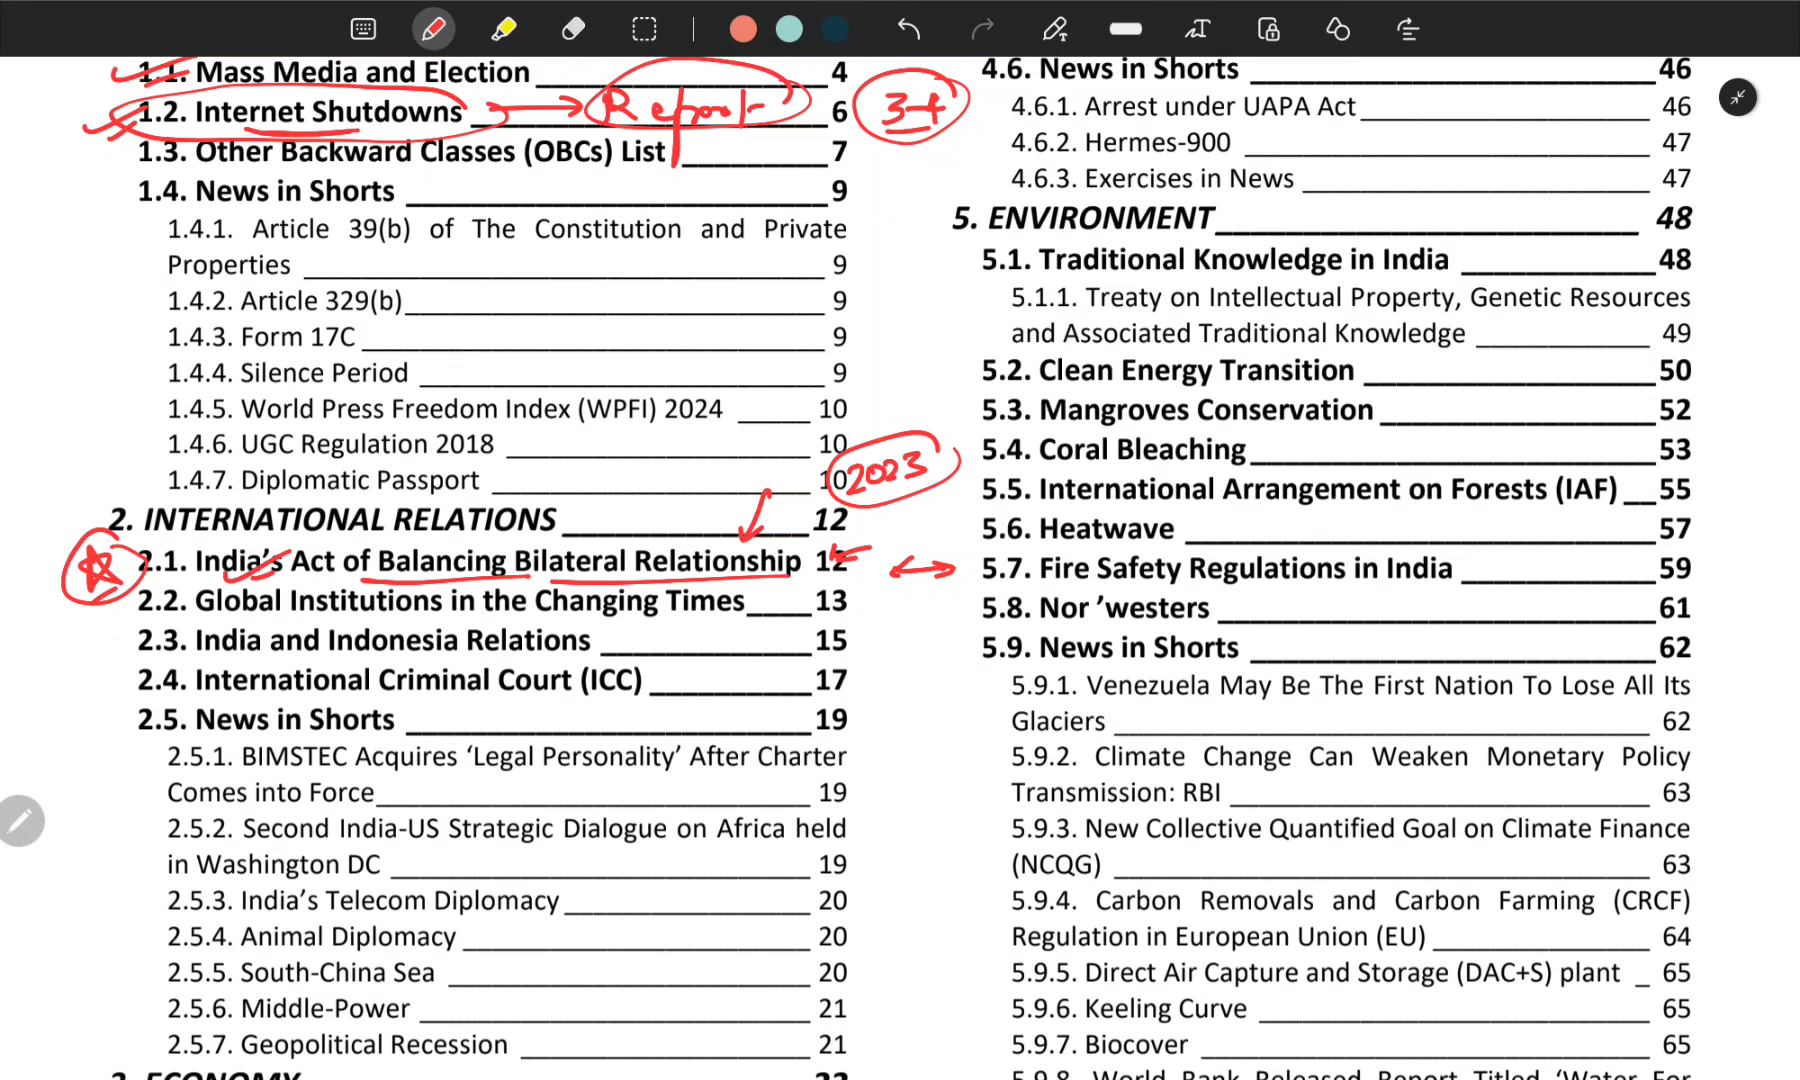 1.1. Mass Media and Election 4
1.2. Internet Shutdowns 6
Report
3-4
1.3. Other Backward Classes (OBCs) List 7
1.4. News in Shorts 9
1.4.1. Article 39(b) of The Constitution and Private
Properties 9
1.4.2. Article 329(b) 9
1.4.3. Form 17C 9
1.4.4. Silence Period 9
1.4.5. World Press Freedom Index (WPFI) 2024 10
1.4.6. UGC Regulation 2018 10
1.4.7. Diplomatic Passport 10
2023
2. INTERNATIONAL RELATIONS 12
2.1. India's Act of Balancing Bilateral Relationship 12
2.2. Global Institutions in the Changing Times 13
2.3. India and Indonesia Relations 15
2.4. International Criminal Court (ICC) 17
2.5. News in Shorts 19
2.5.1. BIMSTEC Acquires ‘Legal Personality’ After Charter
Comes into Force 19
2.5.2. Second India-US Strategic Dialogue on Africa held
in Washington DC 19
2.5.3. India’s Telecom Diplomacy 20
2.5.4. Animal Diplomacy 20
2.5.5. South-China Sea 20
2.5.6. Middle-Power 21
2.5.7. Geopolitical Recession 21
3. ECONOMY 22
4.6. News in Shorts 46
4.6.1. Arrest under UAPA Act 46
4.6.2. Hermes-900 47
4.6.3. Exercises in News 47
5. ENVIRONMENT 48
5.1. Traditional Knowledge in India 48
5.1.1. Treaty on Intellectual Property, Genetic Resources
and Associated Traditional Knowledge 49
5.2. Clean Energy Transition 50
5.3. Mangroves Conservation 52
5.4. Coral Bleaching 53
5.5. International Arrangement on Forests (IAF) 55
5.6. Heatwave 57
5.7. Fire Safety Regulations in India 59
5.8. Nor ’westers 61
5.9. News in Shorts 62
5.9.1. Venezuela May Be The First Nation To Lose All Its
Glaciers 62
5.9.2. Climate Change Can Weaken Monetary Policy
Transmission: RBI 63
5.9.3. New Collective Quantified Goal on Climate Finance
(NCQG) 63
5.9.4. Carbon Removals and Carbon Farming (CRCF)
Regulation in European Union (EU) 64
5.9.5. Direct Air Capture and Storage (DAC+S) plant 65
5.9.6. Keeling Curve 65
5.9.7. Biocover 65
5.9.8. World Bank Released Report Titled ‘Water For